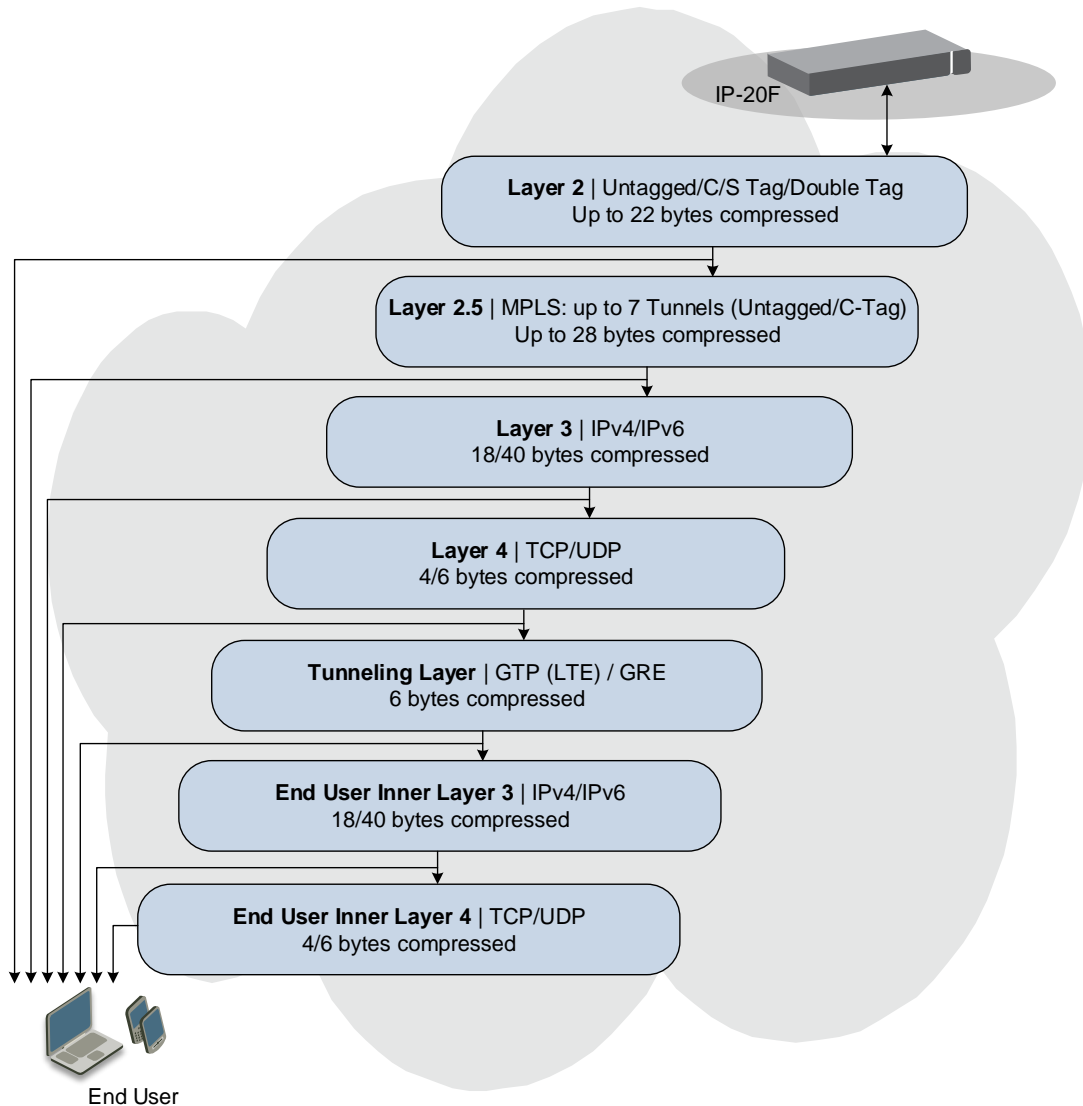 IP-20F
Layer 2 | Untagged/C/S Tag/Double Tag
Up to 22 bytes compressed
Layer 2.5 | MPLS: up to 7 Tunnels (Untagged/C-Tag)
Up to 28 bytes compressed
Layer 3 | IPv4/IPv6
18/40 bytes compressed
Layer 4 | TCP/UDP
4/6 bytes compressed
Tunneling Layer | GTP (LTE) / GRE
6 bytes compressed
End User Inner Layer 3 | IPv4/IPv6
18/40 bytes compressed
End User Inner Layer 4 | TCP/UDP
4/6 bytes compressed
End User